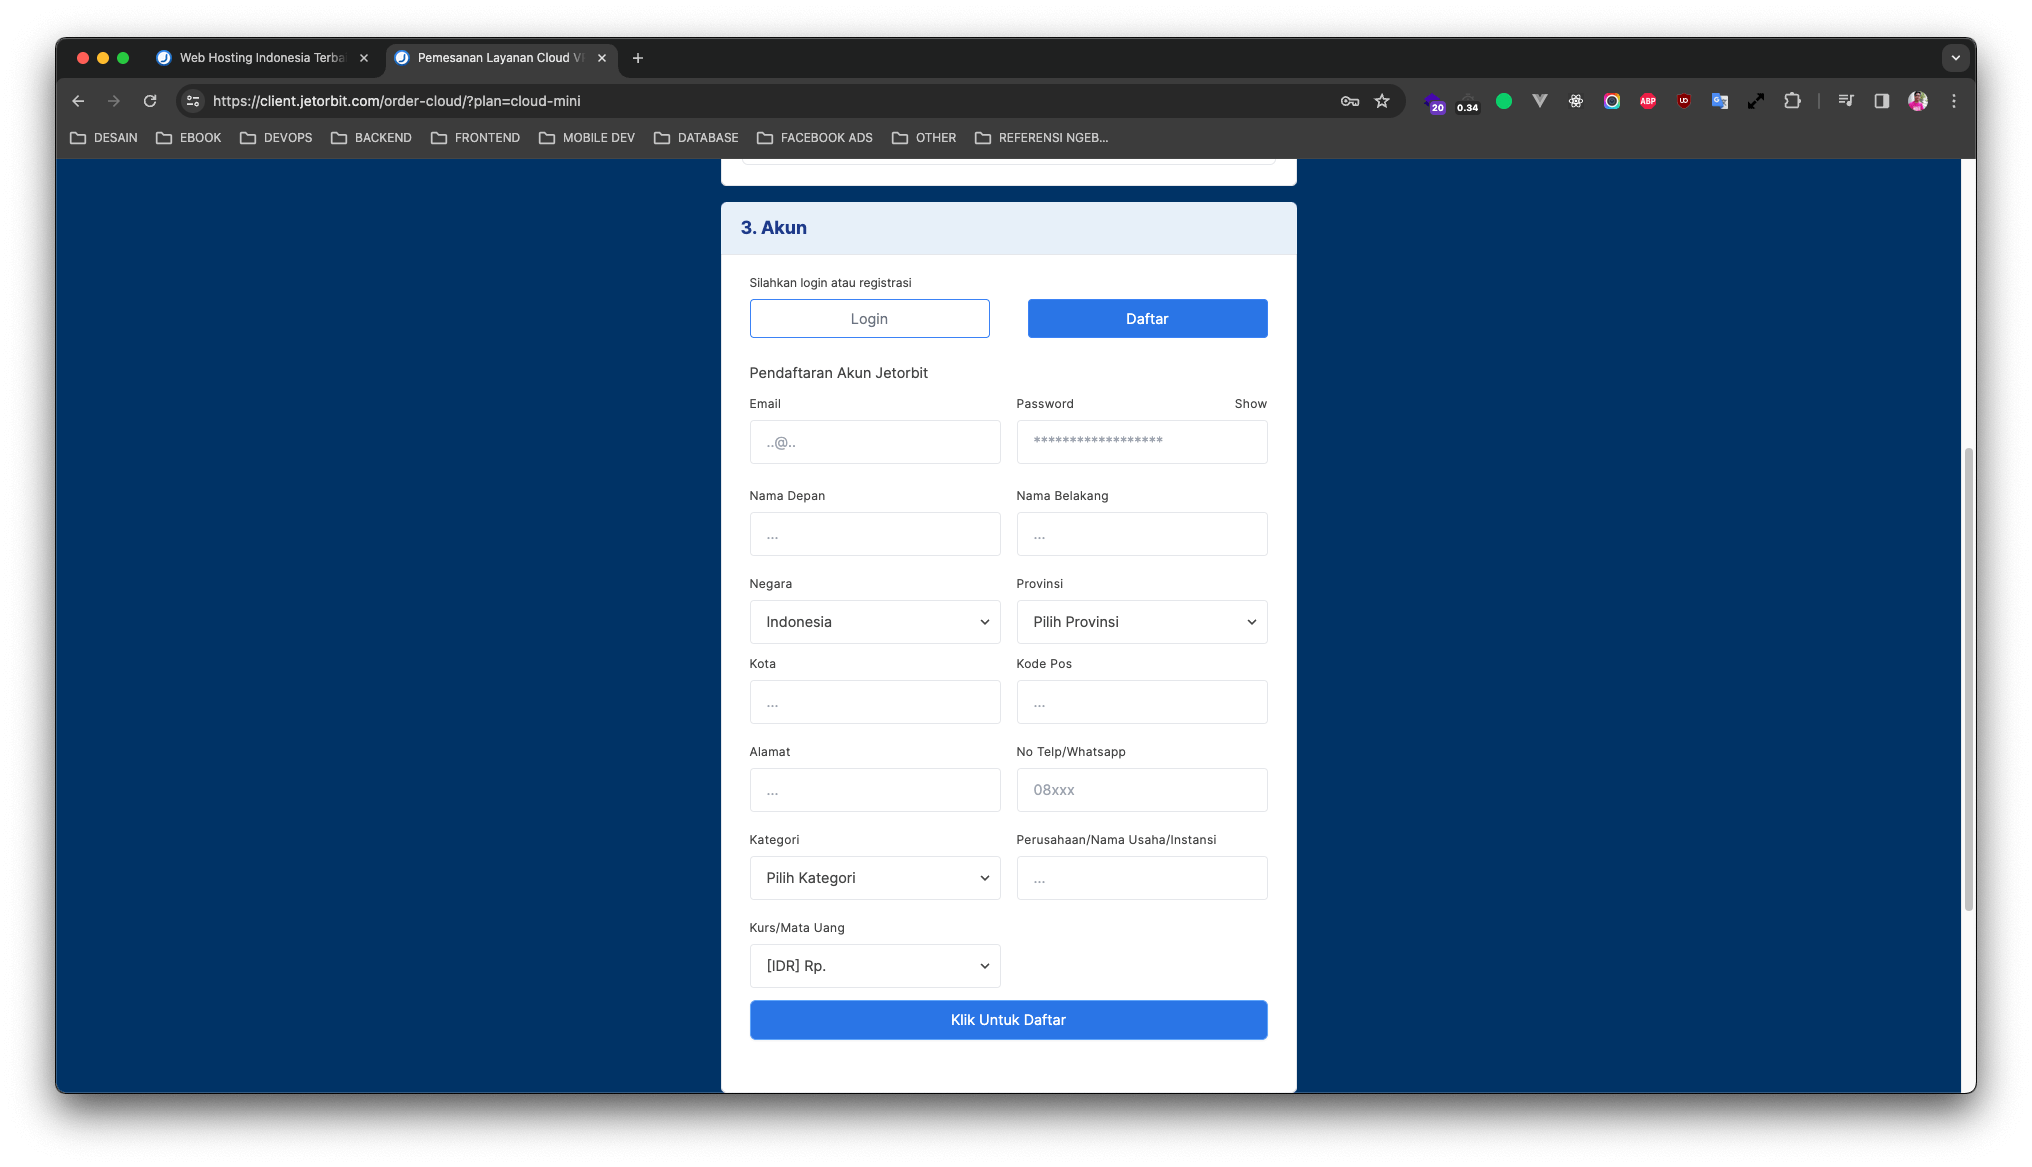 Web Hosting Indonesia Terba
Pemesanan Layanan Cloud V
https://client.jetorbit.com/order-cloud/?plan=cloud-mini
20
0.34
ABP
DESAIN
EBOOK
DEVOPS
BACKEND
FRONTEND
MOBILE DEV
DATABASE
FACEBOOK ADS
OTHER
REFERENSI NGEB...
3. Akun
Silahkan login atau registrasi
Login
Daftar
Pendaftaran Akun Jetorbit
Email
Password
Show
..@..
******************
Nama Depan
Nama Belakang
...
...
Negara
Provinsi
Indonesia
Pilih Provinsi
Kota
Kode Pos
...
...
Alamat
No Telp/Whatsapp
...
08xxx
Kategori
Perusahaan/Nama Usaha/Instansi
Pilih Kategori
...
Kurs/Mata Uang
[IDR] Rp.
Klik Untuk Daftar